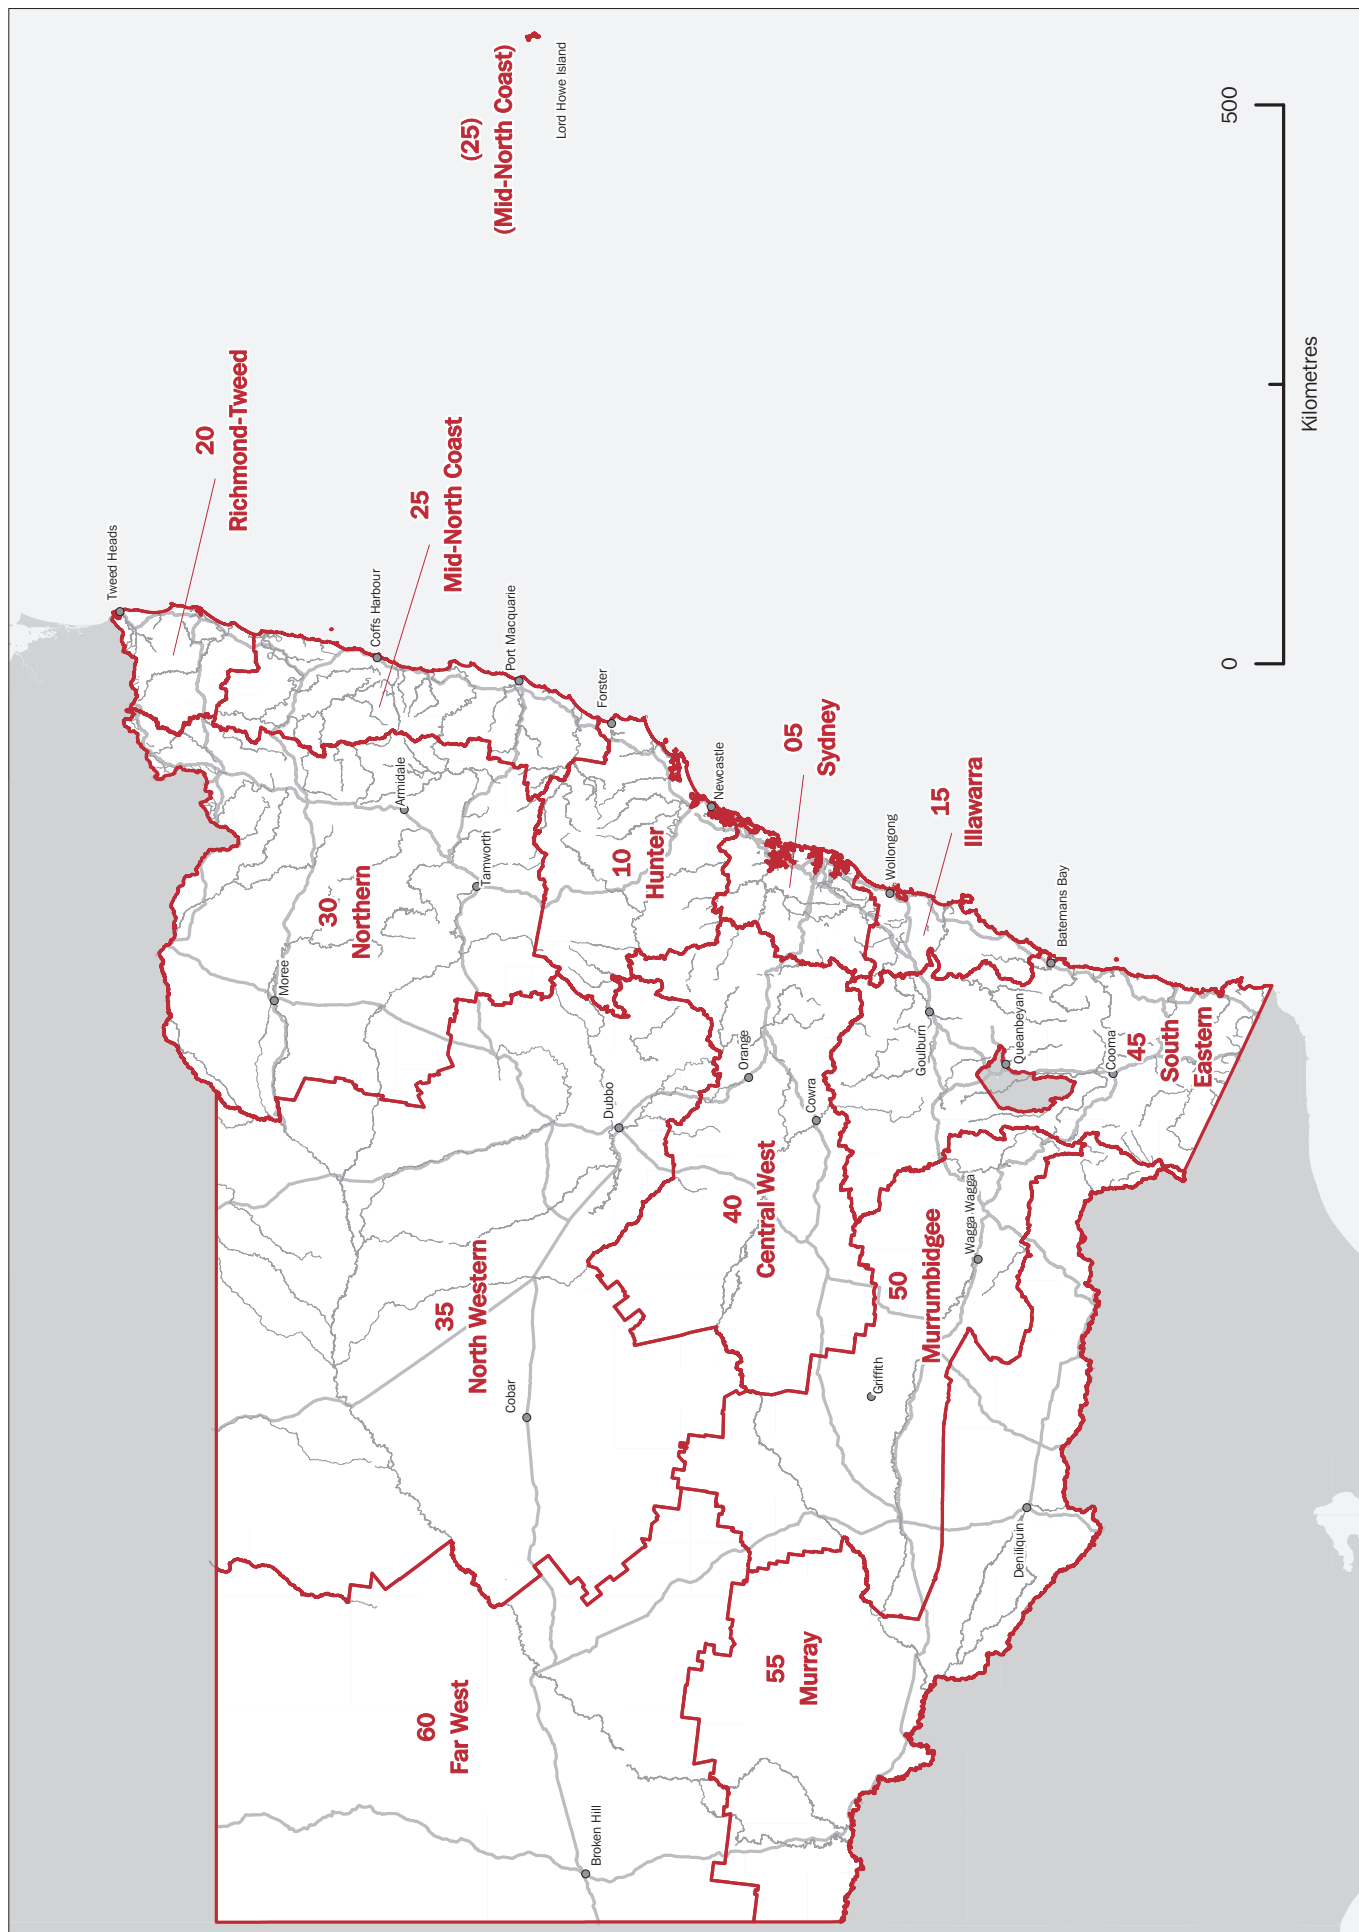 20
Richmond-Tweed
Tweed Heads
25
Mid-North Coast
(25)
(Mid-North Coast)
Lord Howe Island
Coffs Harbour
Port Macquarie
Forster
Armidale
Tamworth
30
Northern
Moree
10
Hunter
Newcastle
05
Sydney
15
Illawarra
Wollongong
Batemans Bay
60
Far West
Broken Hill
35
North Western
Cobar
Dubbo
40
Central West
Orange
Cowra
Goulburn
Queanbeyan
Cooma
45
South
Eastern
50
Murrumbidgee
Wagga Wagga
Griffith
55
Murray
Deniliquin
0
500
Kilometres